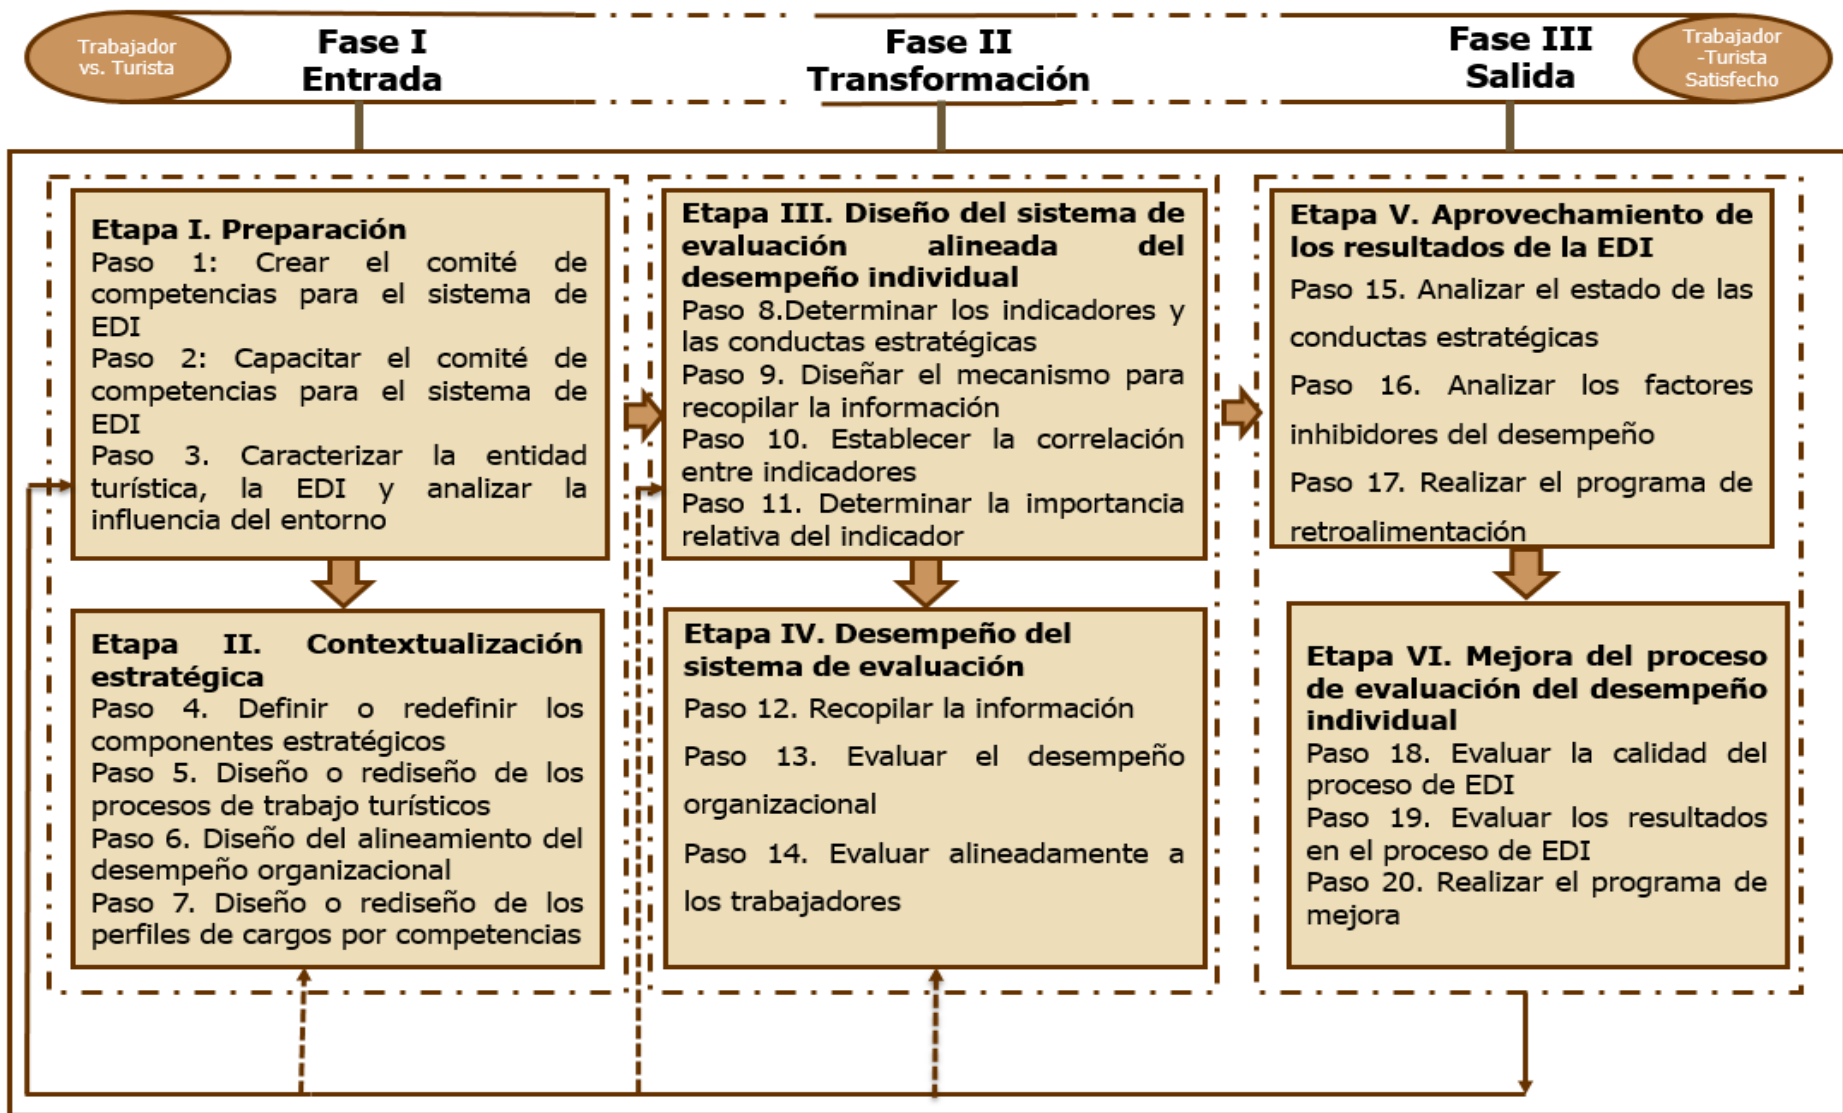 Trabajador
vs. Turista
Fase I
Entrada
Fase II
Transformación
Fase III
Salida
Trabajador
-Turista
Satisfecho
Etapa I. Preparación
Paso 1: Crear el comité de
competencias para el sistema de
EDI
Paso 2: Capacitar el comité de
competencias para el sistema de
EDI
Paso 3. Caracterizar la entidad
turística, la EDI y analizar la
influencia del entorno
Etapa II. Contextualización
estratégica
Paso 4. Definir o redefinir los
componentes estratégicos
Paso 5. Diseño o rediseño de los
procesos de trabajo turísticos
Paso 6. Diseño del alineamiento del
desempeño organizacional
Paso 7. Diseño o rediseño de los
perfiles de cargos por competencias
Etapa III. Diseño del sistema de
evaluación alineada del
desempeño individual
Paso 8.Determinar los indicadores y
las conductas estratégicas
Paso 9. Diseñar el mecanismo para
recopilar la información
Paso 10. Establecer la correlación
entre indicadores
Paso 11. Determinar la importancia
relativa del indicador
Etapa IV. Desempeño del
sistema de evaluación
Paso 12. Recopilar la información
Paso 13. Evaluar el desempeño
organizacional
Paso 14. Evaluar alineadamente a
los trabajadores
Etapa V. Aprovechamiento de
los resultados de la EDI
Paso 15. Analizar el estado de las
conductas estratégicas
Paso 16. Analizar los factores
inhibidores del desempeño
Paso 17. Realizar el programa de
retroalimentación
Etapa VI. Mejora del proceso
de evaluación del desempeño
individual
Paso 18. Evaluar la calidad del
proceso de EDI
Paso 19. Evaluar los resultados
en el proceso de EDI
Paso 20. Realizar el programa de
mejora